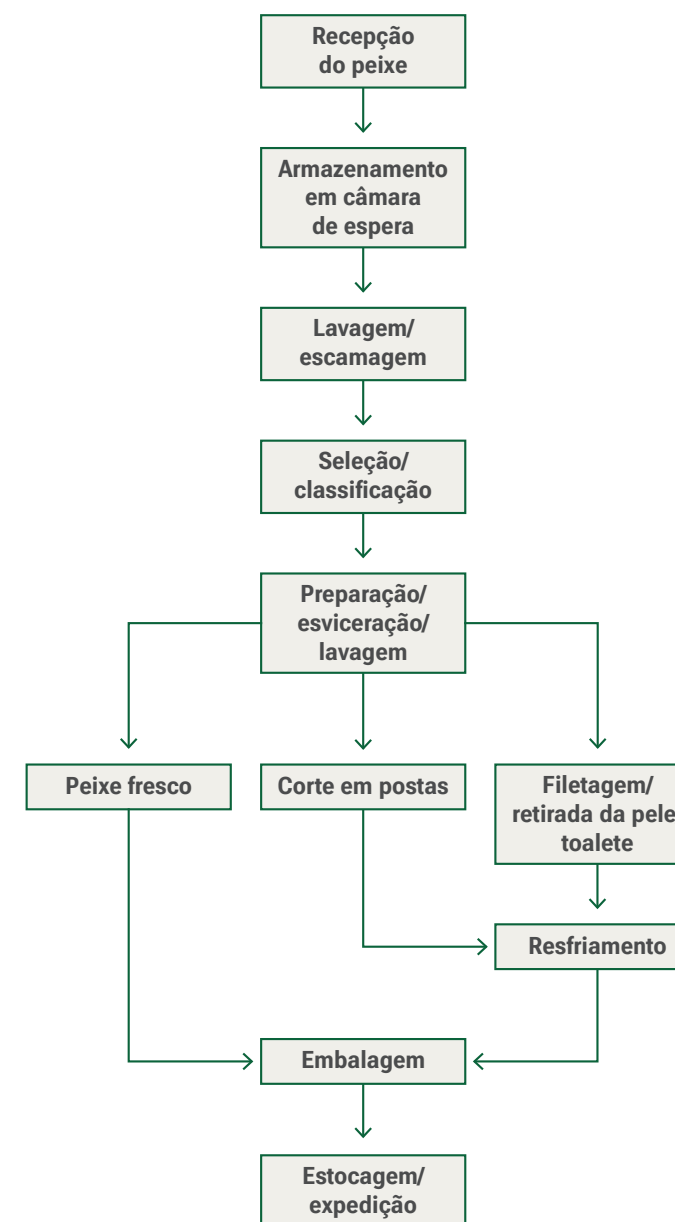 Recepção
do peixe
Armazenamento
em câmara
de espera
Lavagem/
escamagem
Seleção/
classificação
Preparação/
esviceração/
lavagem
Peixe fresco
Corte em postas
Filetagem/
retirada da pele
toalete
Resfriamento
Embalagem
Estocagem/
expedição